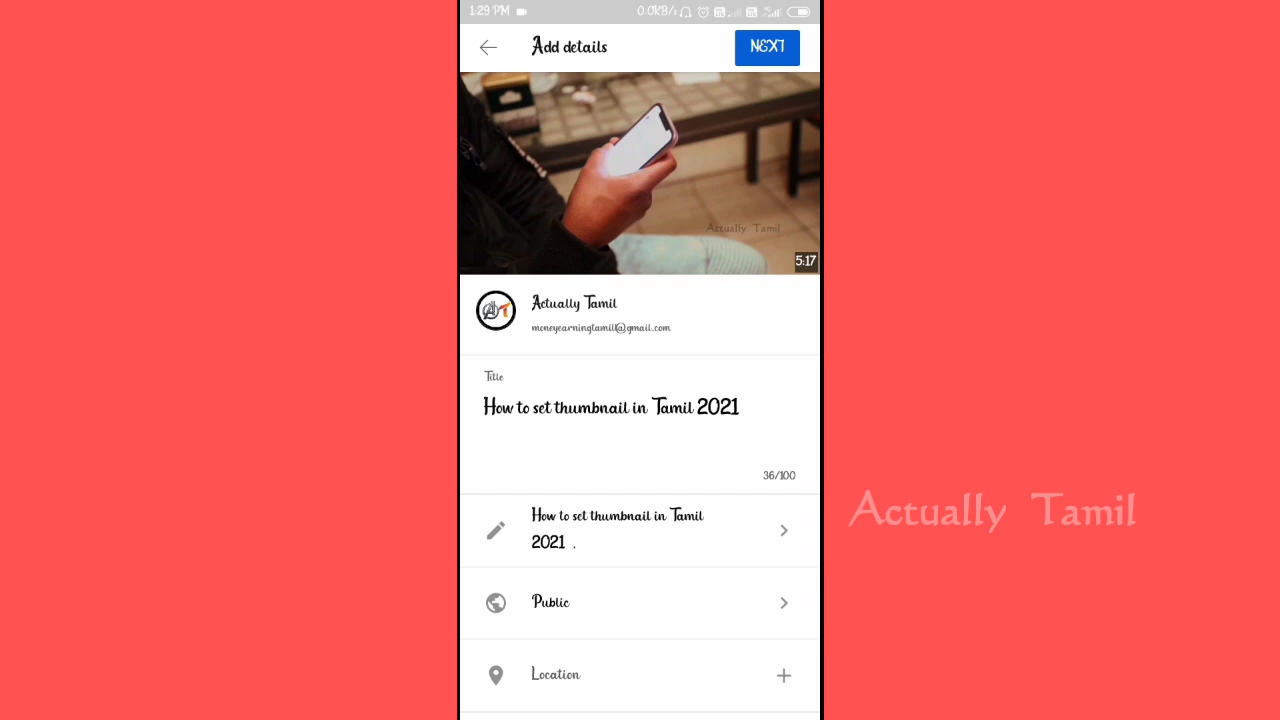 1:29 PM
0.0KB/s
Add details
NEXT
Actually Tamil
5:17
Actually Tamil
moneyearningtamil1@gmail.com
Title
How to set thumbnail in Tamil 2021
36/100
How to set thumbnail in Tamil
2021 .
Actually Tamil
Public
Location